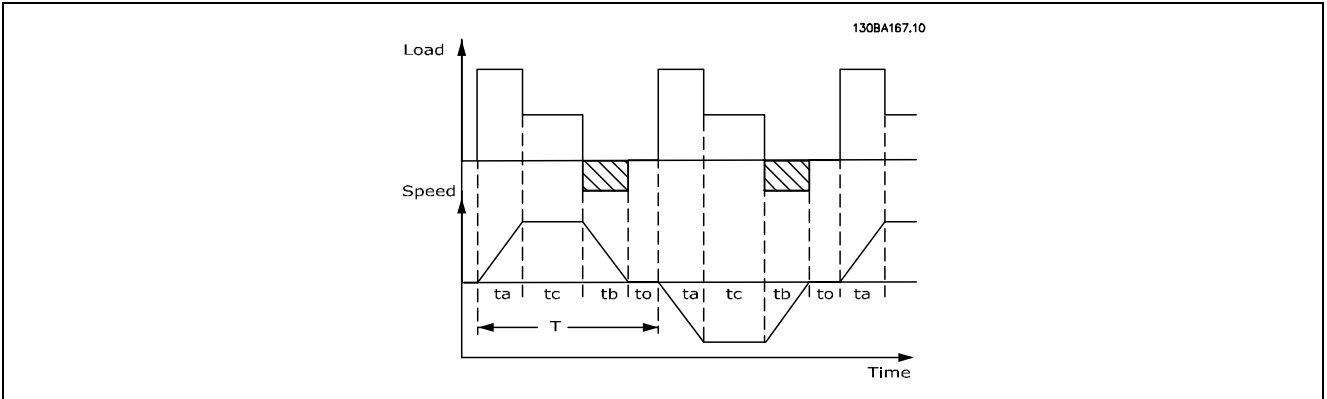 130BA167.10
Load
Speed
ta tc tb to ta tc tb to ta
T
Time